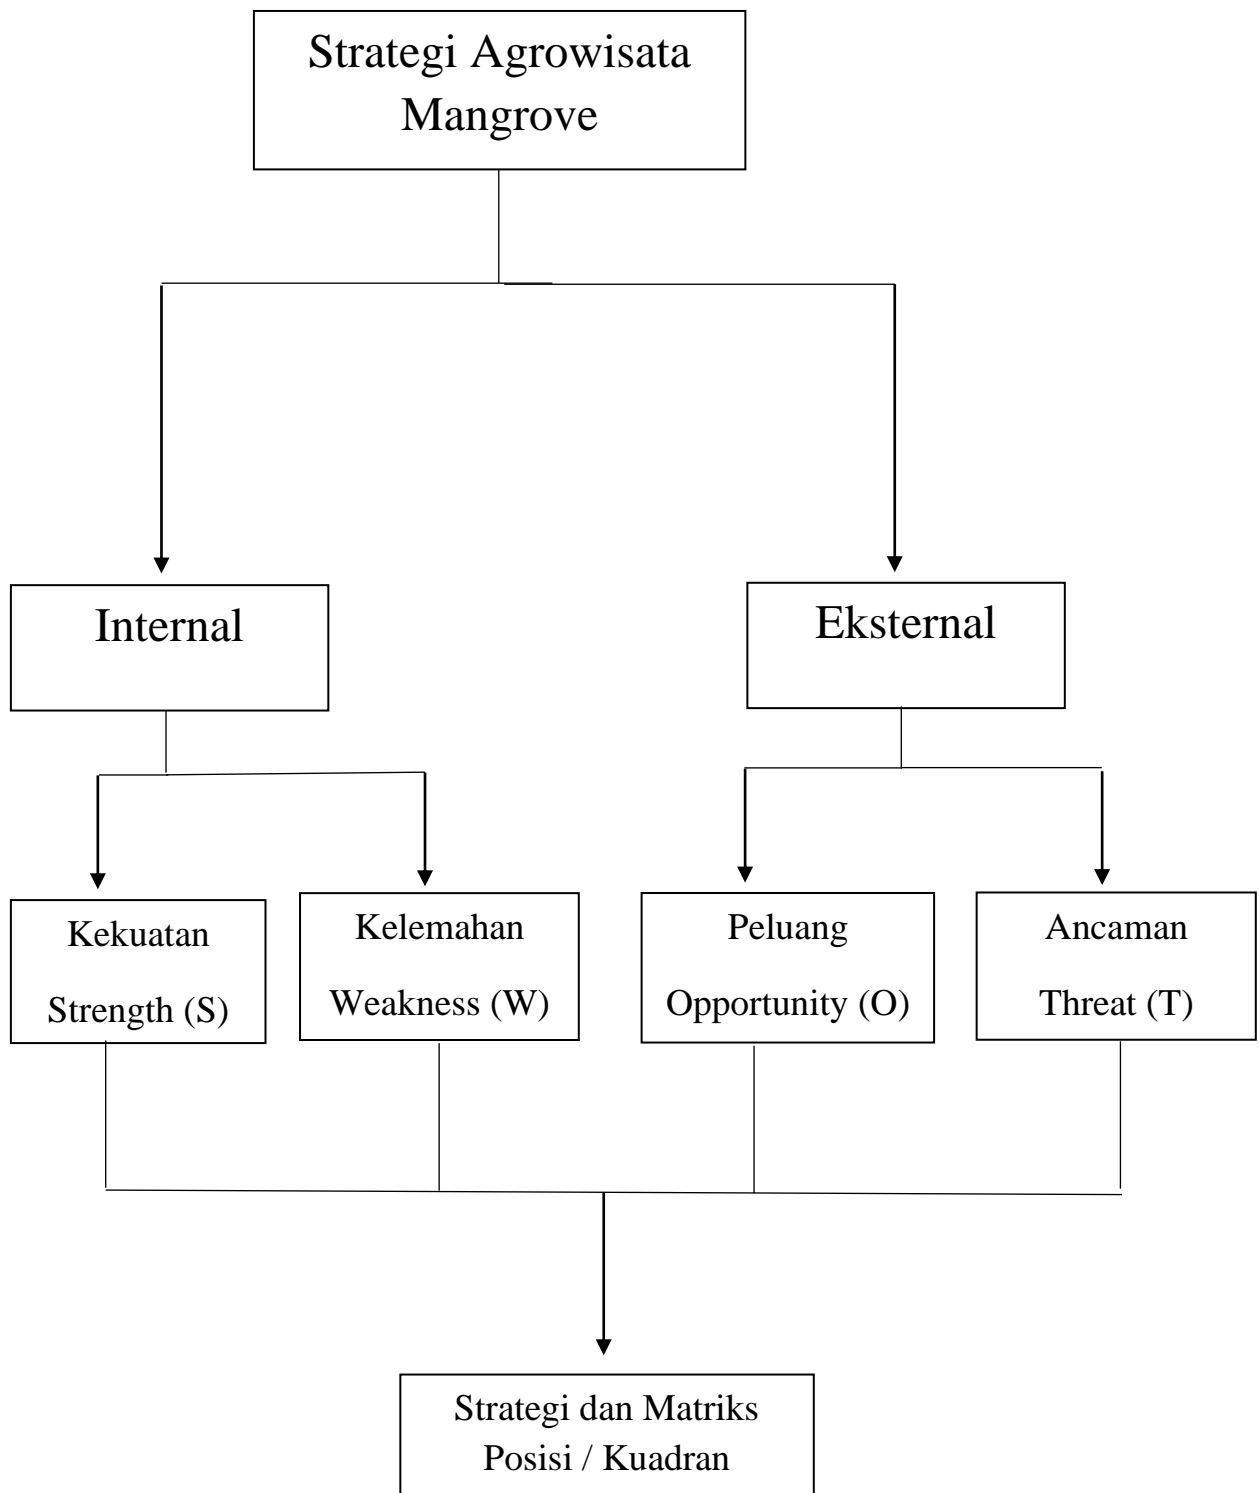 Strategi Agrowisata
Mangrove
Internal
Eksternal
Kekuatan
Strength (S)
Kelemahan
Weakness (W)
Peluang
Opportunity (O)
Ancaman
Threat (T)
Strategi dan Matriks
Posisi / Kuadran